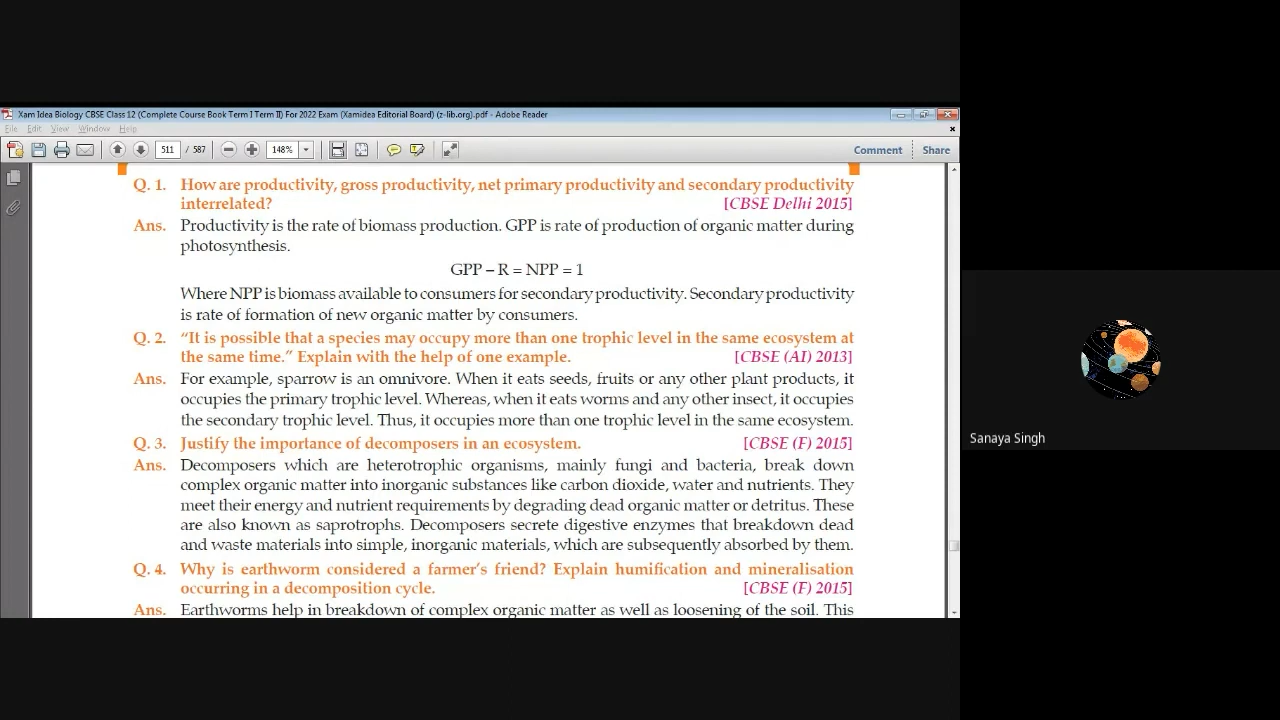 Xam Idea Biology CBSE Class 12 (Complete Course Book Term I Term II) For 2022 Exam (Xamidea Editorial Board) (z-lib.org).pdf - Adobe Reader
File Edit View Window Help
511 / 587 148% Comment Share
Q. 1. How are productivity, gross productivity, net primary productivity and secondary productivity
interrelated? [CBSE Delhi 2015]
Ans. Productivity is the rate of biomass production. GPP is rate of production of organic matter during
photosynthesis.
GPP – R = NPP = 1
Where NPP is biomass available to consumers for secondary productivity. Secondary productivity
is rate of formation of new organic matter by consumers.
Q. 2. “It is possible that a species may occupy more than one trophic level in the same ecosystem at
the same time.” Explain with the help of one example. [CBSE (AI) 2013]
Ans. For example, sparrow is an omnivore. When it eats seeds, fruits or any other plant products, it
occupies the primary trophic level. Whereas, when it eats worms and any other insect, it occupies
the secondary trophic level. Thus, it occupies more than one trophic level in the same ecosystem.
Q. 3. Justify the importance of decomposers in an ecosystem. [CBSE (F) 2015]
Ans. Decomposers which are heterotrophic organisms, mainly fungi and bacteria, break down
complex organic matter into inorganic substances like carbon dioxide, water and nutrients. They
meet their energy and nutrient requirements by degrading dead organic matter or detritus. These
are also known as saprotrophs. Decomposers secrete digestive enzymes that breakdown dead
and waste materials into simple, inorganic materials, which are subsequently absorbed by them.
Q. 4. Why is earthworm considered a farmer’s friend? Explain humification and mineralisation
occurring in a decomposition cycle. [CBSE (F) 2015]
Ans. Earthworms help in breakdown of complex organic matter as well as loosening of the soil. This
Sanaya Singh